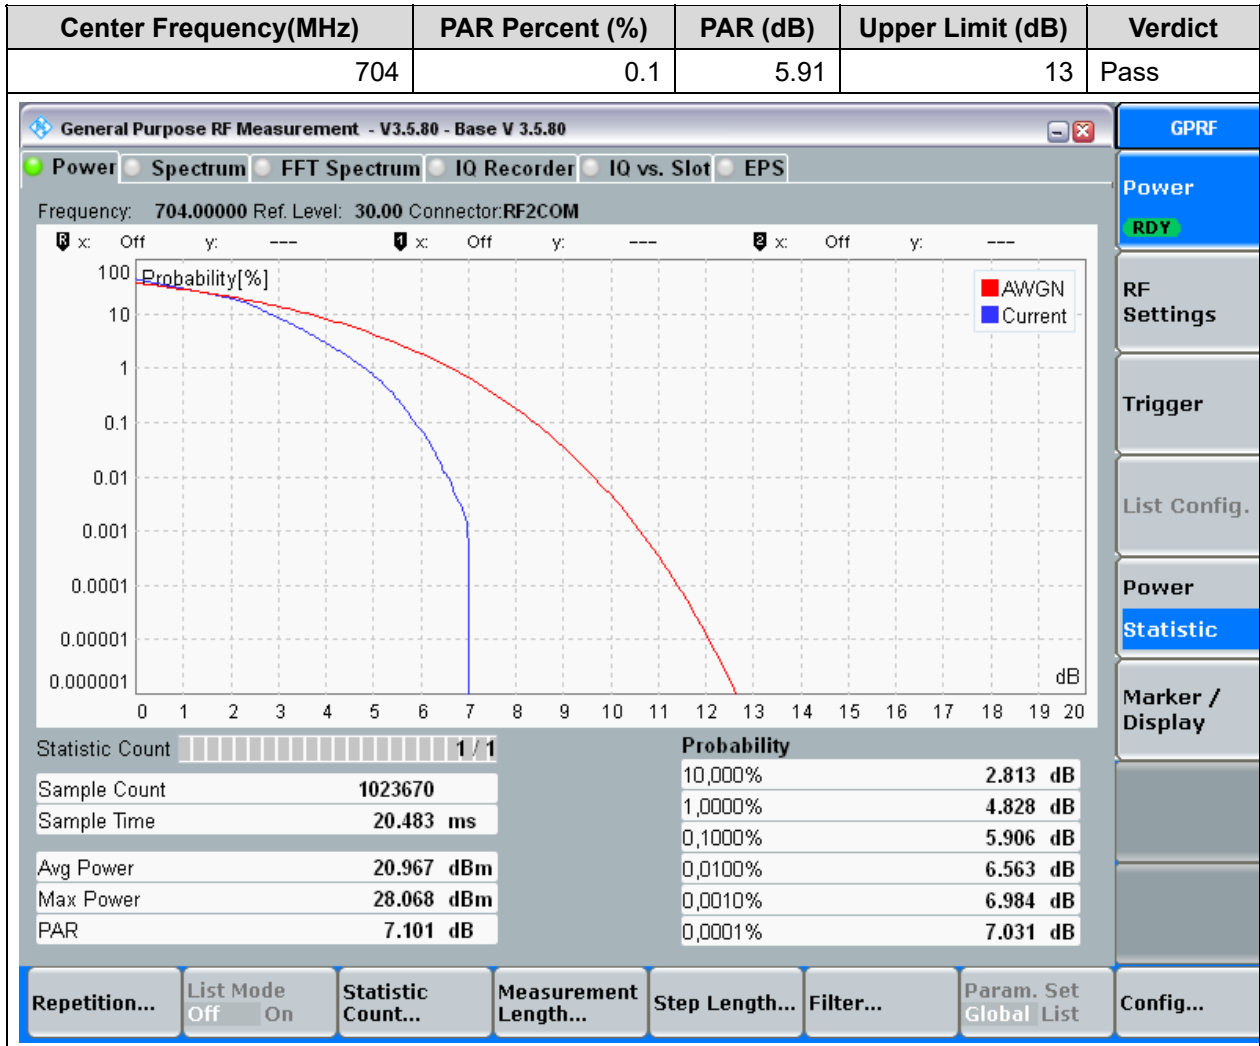 Center Frequency(MHz) PAR Percent (%) PAR (dB) Upper Limit (dB) Verdict
704 0.1 5.91 13 Pass
General Purpose RF Measurement - V3.5.80 - Base V 3.5.80
GPRF
Power Spectrum FFT Spectrum IQ Recorder IQ vs. Slot EPS
Power
RDY
Frequency: 704.00000 Ref. Level: 30.00 Connector:RF2COM
R x: Off y: --- 1 x: Off y: --- 2 x: Off y: ---
Probability[%]
100
10
1
0.1
0.01
0.001
0.0001
0.00001
0.000001
AWGN
Current
dB
0 1 2 3 4 5 6 7 8 9 10 11 12 13 14 15 16 17 18 19 20
RF
Settings
Trigger
List Config.
Power
Statistic
Marker /
Display
Statistic Count 1 / 1
Sample Count 1023670
Sample Time 20.483 ms
Avg Power 20.967 dBm
Max Power 28.068 dBm
PAR 7.101 dB
Probability
10,000% 2.813 dB
1,0000% 4.828 dB
0,1000% 5.906 dB
0,0100% 6.563 dB
0,0010% 6.984 dB
0,0001% 7.031 dB
Repetition...
List Mode
Off On
Statistic
Count...
Measurement
Length...
Step Length...
Filter...
Param. Set
Global List
Config...